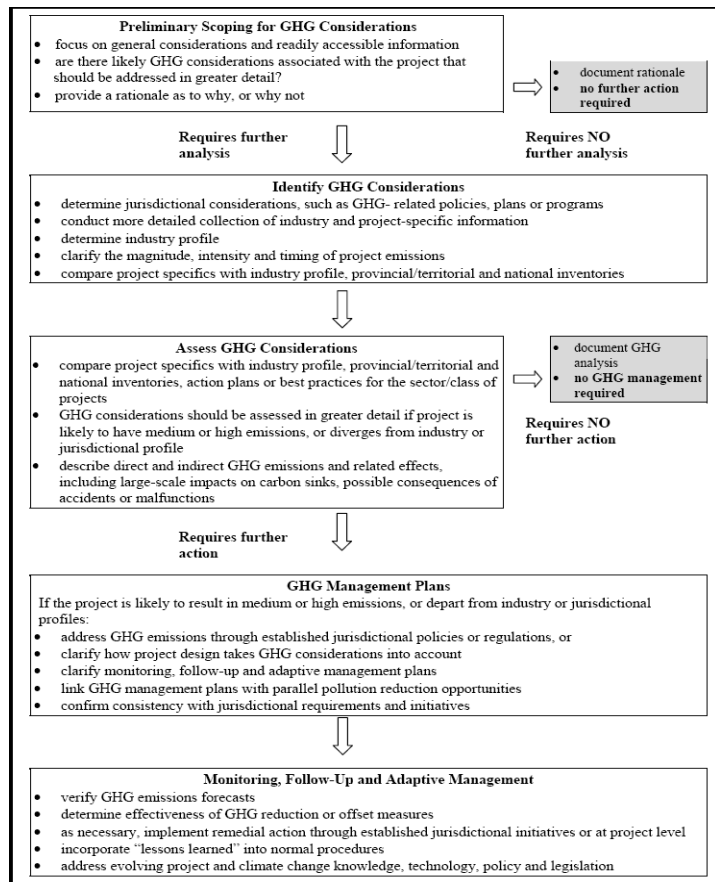 Preliminary Scoping for GHG Considerations
• focus on general considerations and readily accessible information
• are there likely GHG considerations associated with the project that
should be addressed in greater detail?
• provide a rationale as to why, or why not
• document rationale
• no further action
required
Requires further
analysis
Requires NO
further analysis
Identify GHG Considerations
• determine jurisdictional considerations, such as GHG- related policies, plans or programs
• conduct more detailed collection of industry and project-specific information
• determine industry profile
• clarify the magnitude, intensity and timing of project emissions
• compare project specifics with industry profile, provincial/territorial and national inventories
Assess GHG Considerations
• compare project specifics with industry profile, provincial/territorial and
national inventories, action plans or best practices for the sector/class of
projects
• GHG considerations should be assessed in greater detail if project is
likely to have medium or high emissions, or diverges from industry or
jurisdictional profile
• describe direct and indirect GHG emissions and related effects,
including large-scale impacts on carbon sinks, possible consequences of
accidents or malfunctions
• document GHG
analysis
• no GHG management
required
Requires NO
further action
Requires further
action
GHG Management Plans
If the project is likely to result in medium or high emissions, or depart from industry or jurisdictional
profiles:
• address GHG emissions through established jurisdictional policies or regulations, or
• clarify how project design takes GHG considerations into account
• clarify monitoring, follow-up and adaptive management plans
• link GHG management plans with parallel pollution reduction opportunities
• confirm consistency with jurisdictional requirements and initiatives
Monitoring, Follow-Up and Adaptive Management
• verify GHG emissions forecasts
• determine effectiveness of GHG reduction or offset measures
• as necessary, implement remedial action through established jurisdictional initiatives or at project level
• incorporate “lessons learned” into normal procedures
• address evolving project and climate change knowledge, technology, policy and legislation